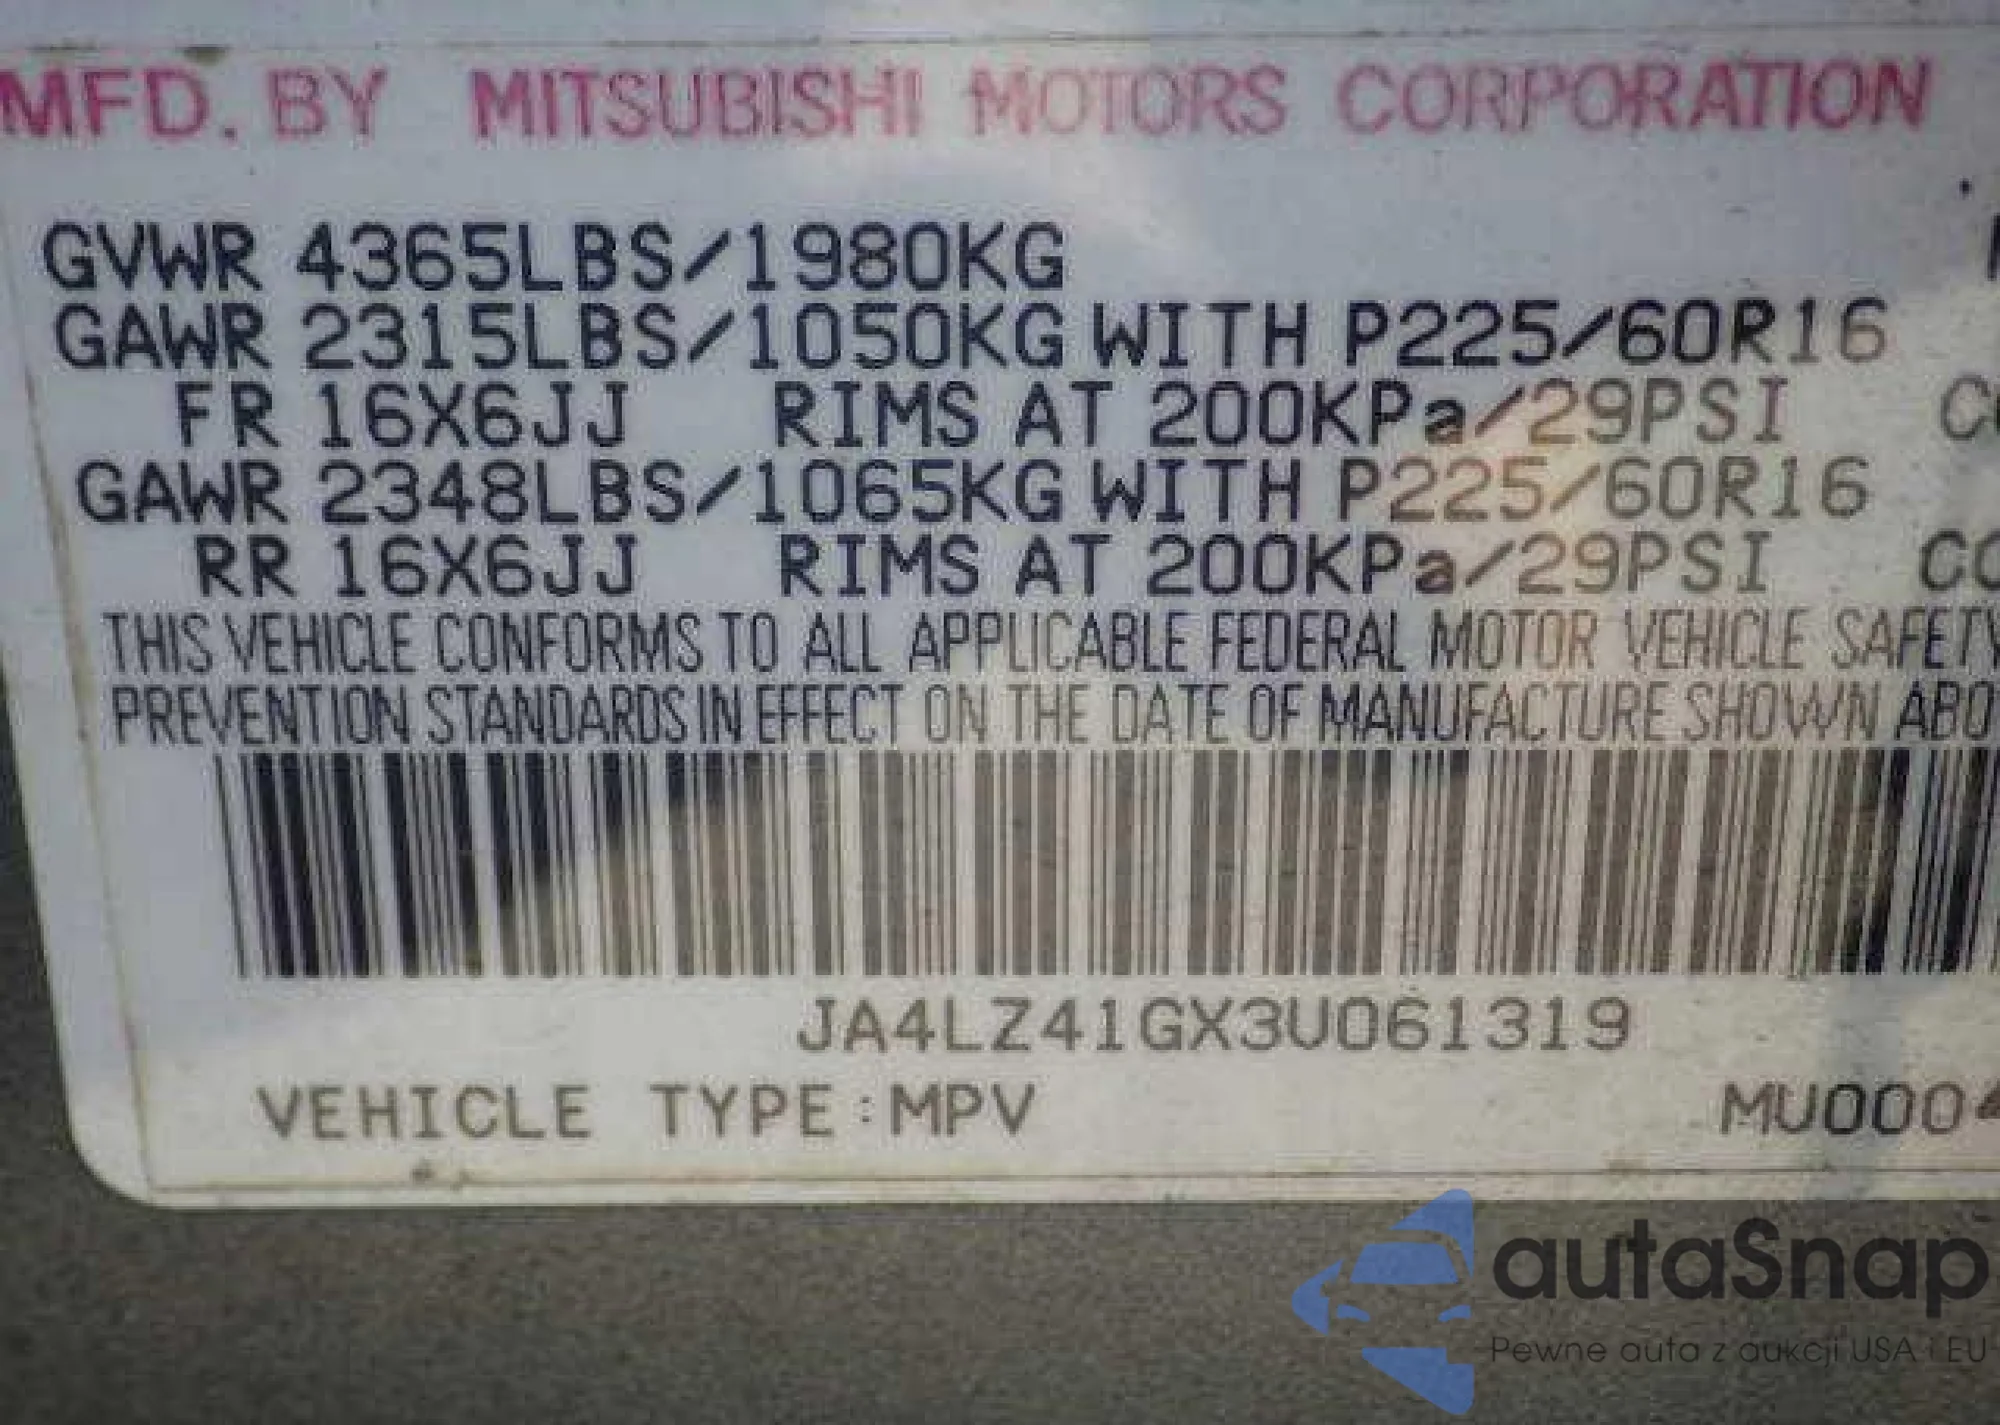 MFD. BY MITSUBISHI MOTORS CORPORATION
GVWR 4365LBS/1980KG
GAWR 2315LBS/1050KG WITH P225/60R16
FR 16X6JJ RIMS AT 200KPa/29PSI
GAWR 2348LBS/1065KG WITH P225/60R16
RR 16X6JJ RIMS AT 200KPa/29PSI
THIS VEHICLE CONFORMS TO ALL APPLICABLE FEDERAL MOTOR VEHICLE SAFETY
PREVENTION STANDARDS IN EFFECT ON THE DATE OF MANUFACTURE SHOWN ABO
JA4LZ41GX3U061319
VEHICLE TYPE:MPV MU0004
autaSnap
Pewne auta z aukcji USA i EU